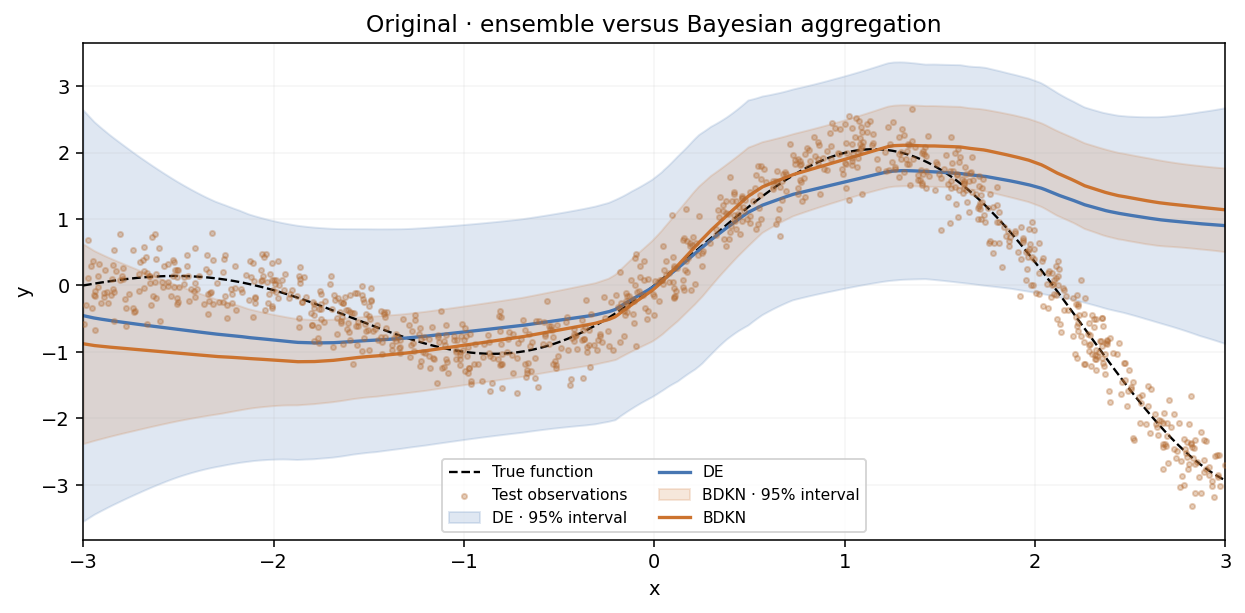 Original · ensemble versus Bayesian aggregation
y
3
2
1
0
−1
−2
−3
True function
Test observations
DE · 95% interval
DE
BDKN · 95% interval
BDKN
−3 −2 −1 0 1 2 3
x